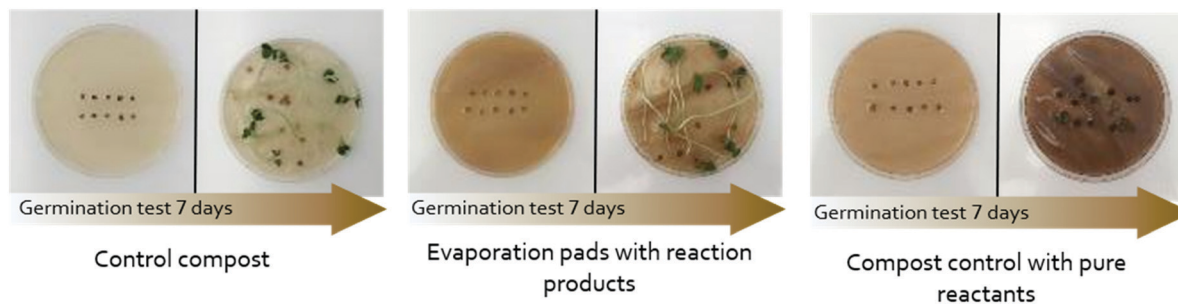 Germination test 7 days
Control compost
Germination test 7 days
Evaporation pads with reaction
products
Germination test 7 days
Compost control with pure
reactants